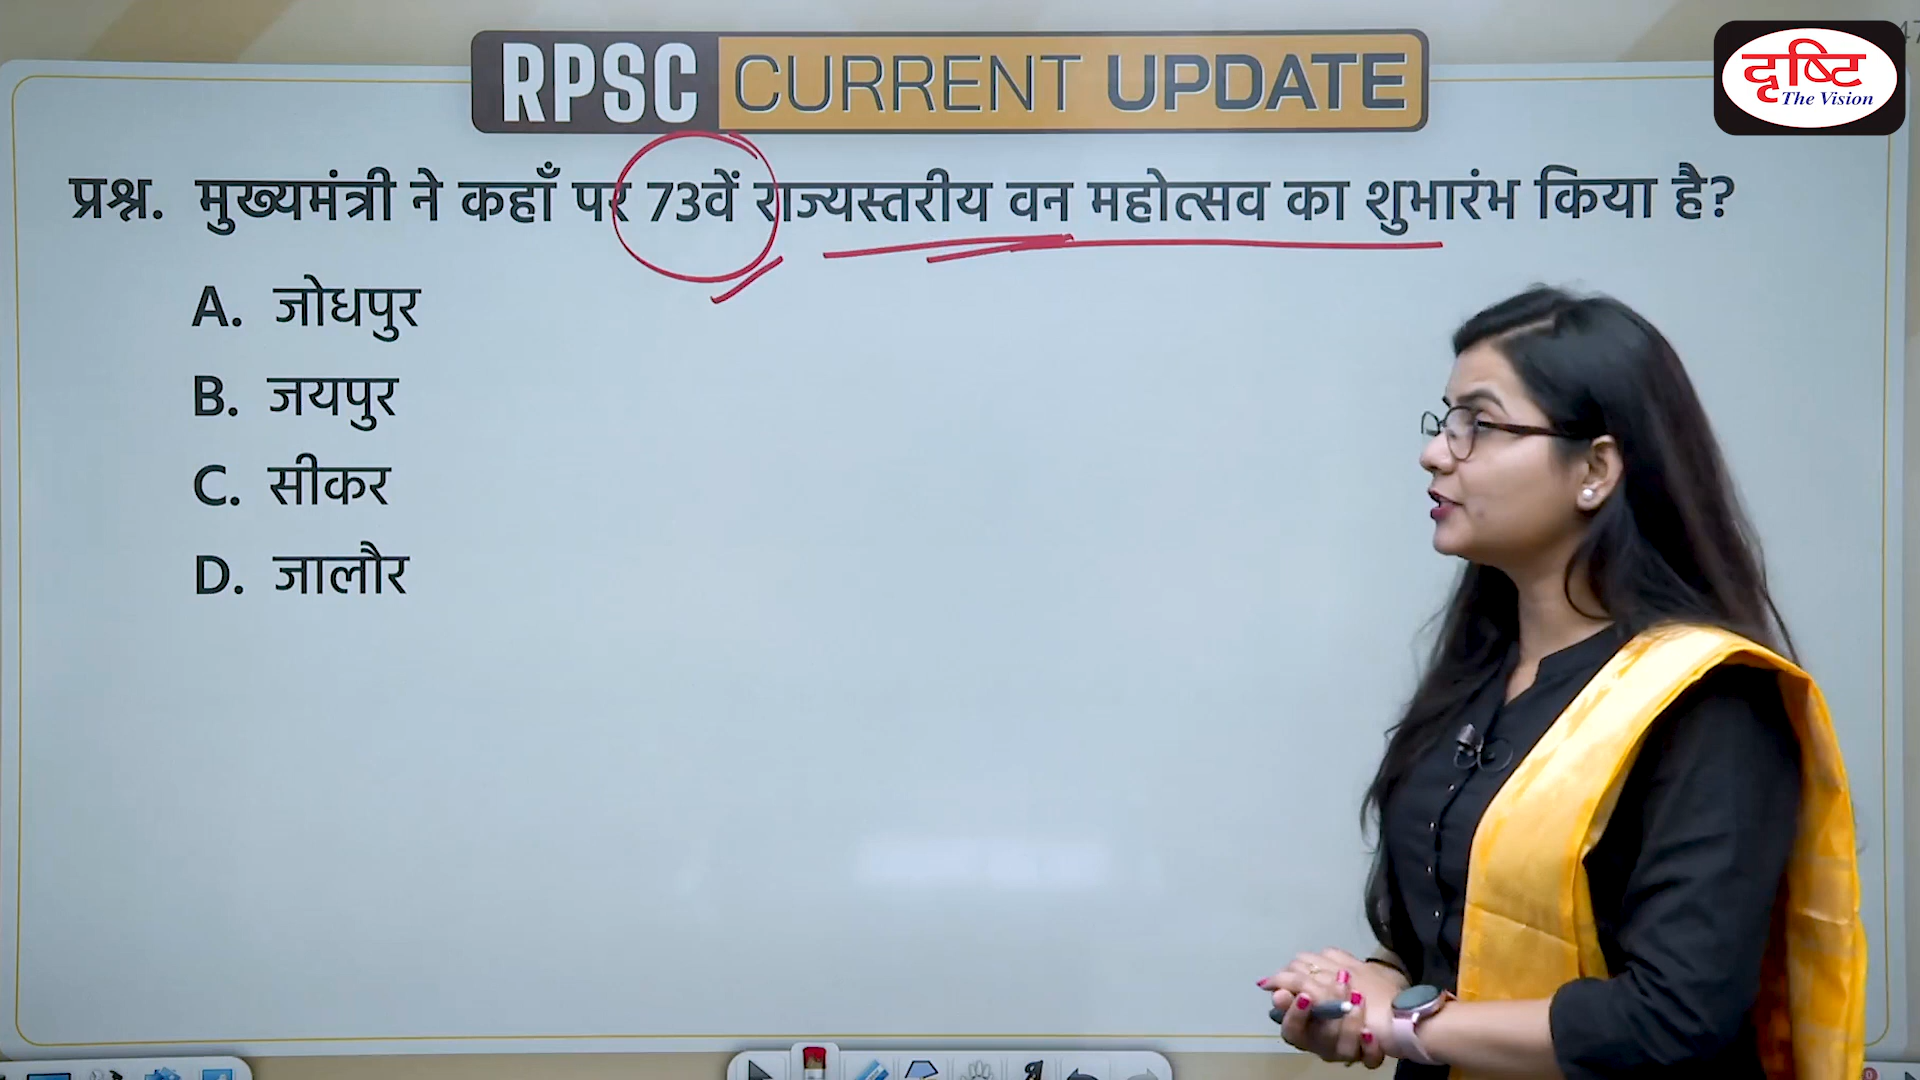 RPSC CURRENT UPDATE
दृष्टि
The Vision
प्रश्न. मुख्यमंत्री ने कहाँ पर 73वें राज्यस्तरीय वन महोत्सव का शुभारंभ किया है?
A. जोधपुर
B. जयपुर
C. सीकर
D. जालौर